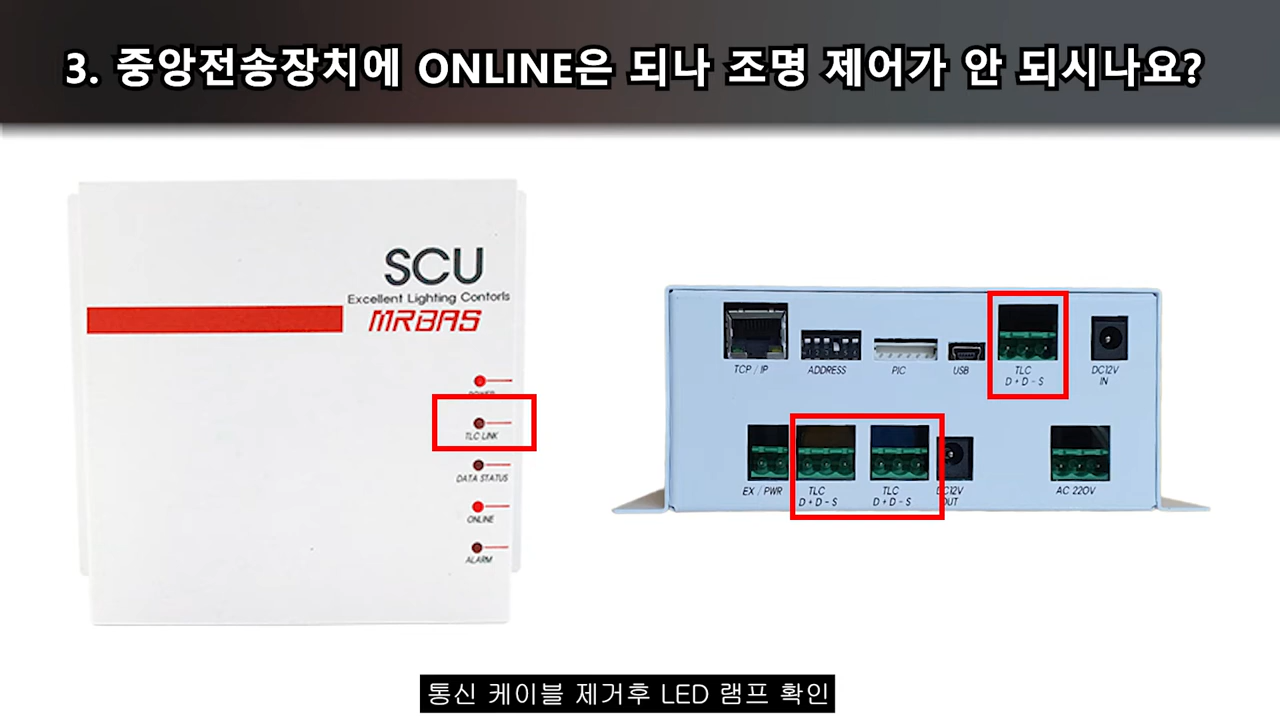 3. 중앙전송장치에 ONLINE은 되나 조명 제어가 안 되시나요?
SCU
Excellent Lighting Contorls
MRBAS
POWER
TLC LINK
DATA STATUS
ONLINE
ALARM
TCP / IP
ADDRESS
PIC
USB
TLC
D + D - S
DC12V
IN
EX / PWR
TLC
D + D - S
TLC
D + D - S
DC12V
OUT
AC 220V
통신 케이블 제거후 LED 램프 확인